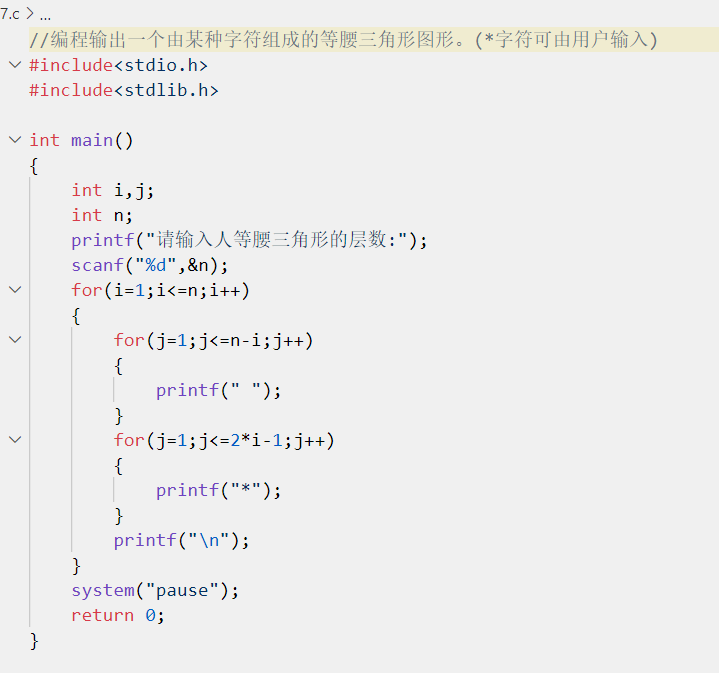 7.c > ...
//编程输出一个由某种字符组成的等腰三角形图形。(*字符可由用户输入)
#include<stdio.h>
#include<stdlib.h>
int main()
{
int i,j;
int n;
printf("请输入人等腰三角形的层数:");
scanf("%d",&n);
for(i=1;i<=n;i++)
{
for(j=1;j<=n-i;j++)
{
printf(" ");
}
for(j=1;j<=2*i-1;j++)
{
printf("*");
}
printf("\n");
}
system("pause");
return 0;
}